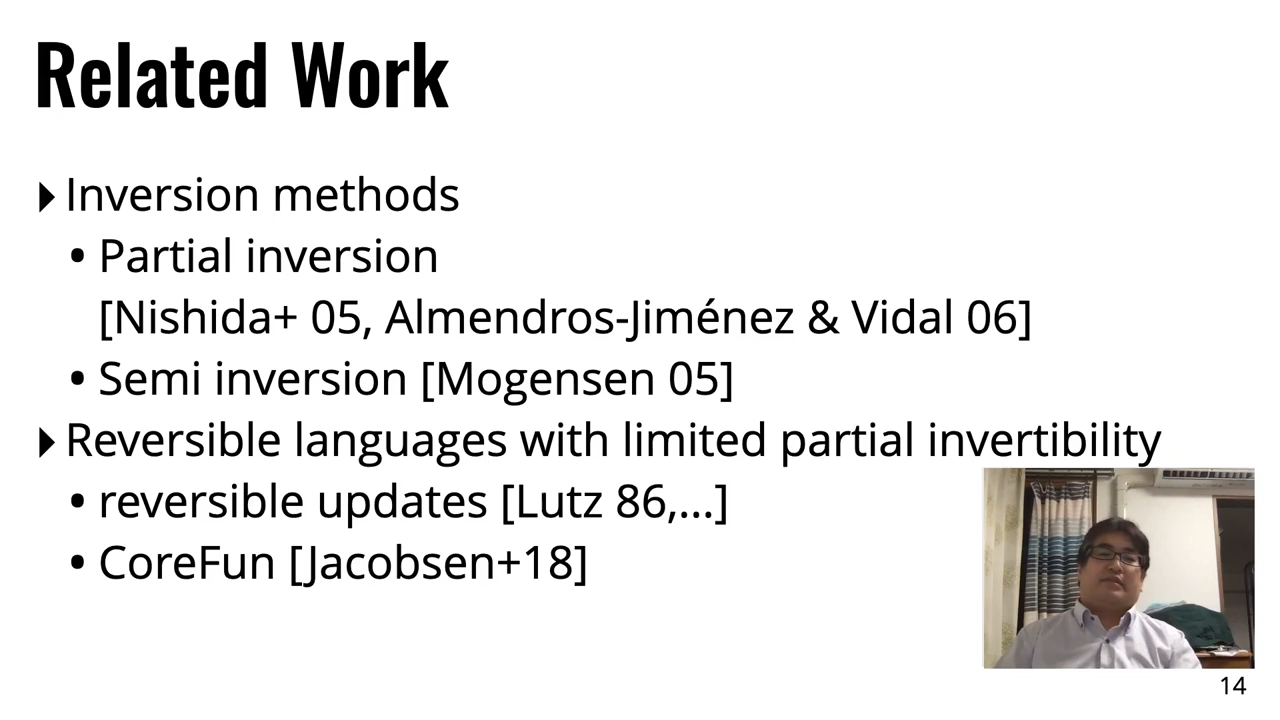 Related Work
Inversion methods
• Partial inversion
[Nishida+ 05, Almendros-Jiménez & Vidal 06]
• Semi inversion [Mogensen 05]
Reversible languages with limited partial invertibility
• reversible updates [Lutz 86,...]
• CoreFun [Jacobsen+18]
14